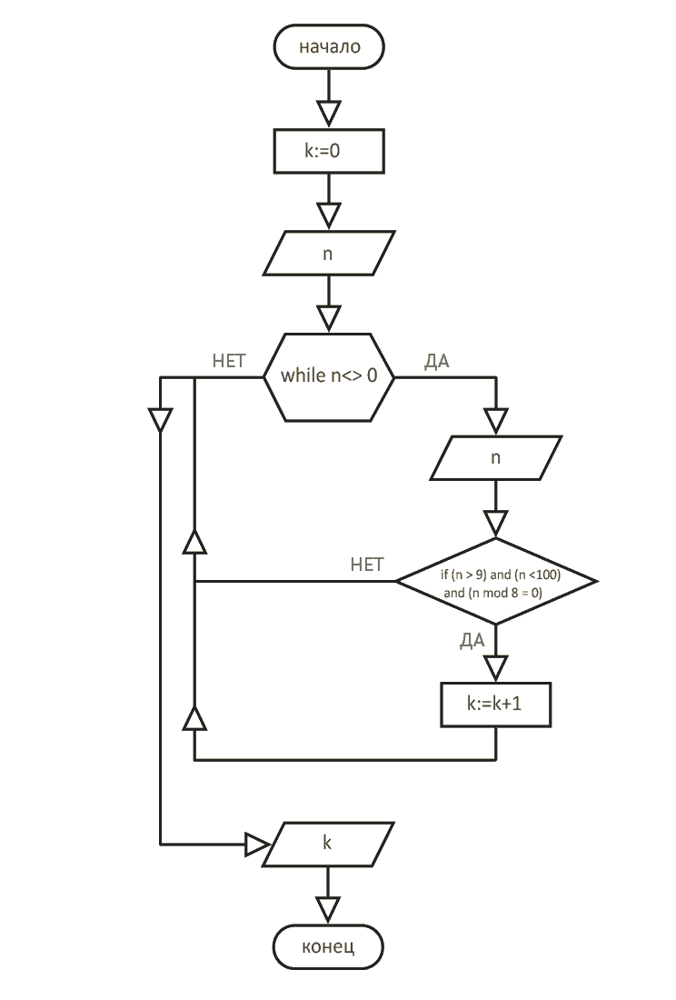 начало
k:=0
n
НЕТ
while n<> 0
ДА
n
НЕТ
if (n > 9) and (n <100)
and (n mod 8 = 0)
ДА
k:=k+1
k
конец